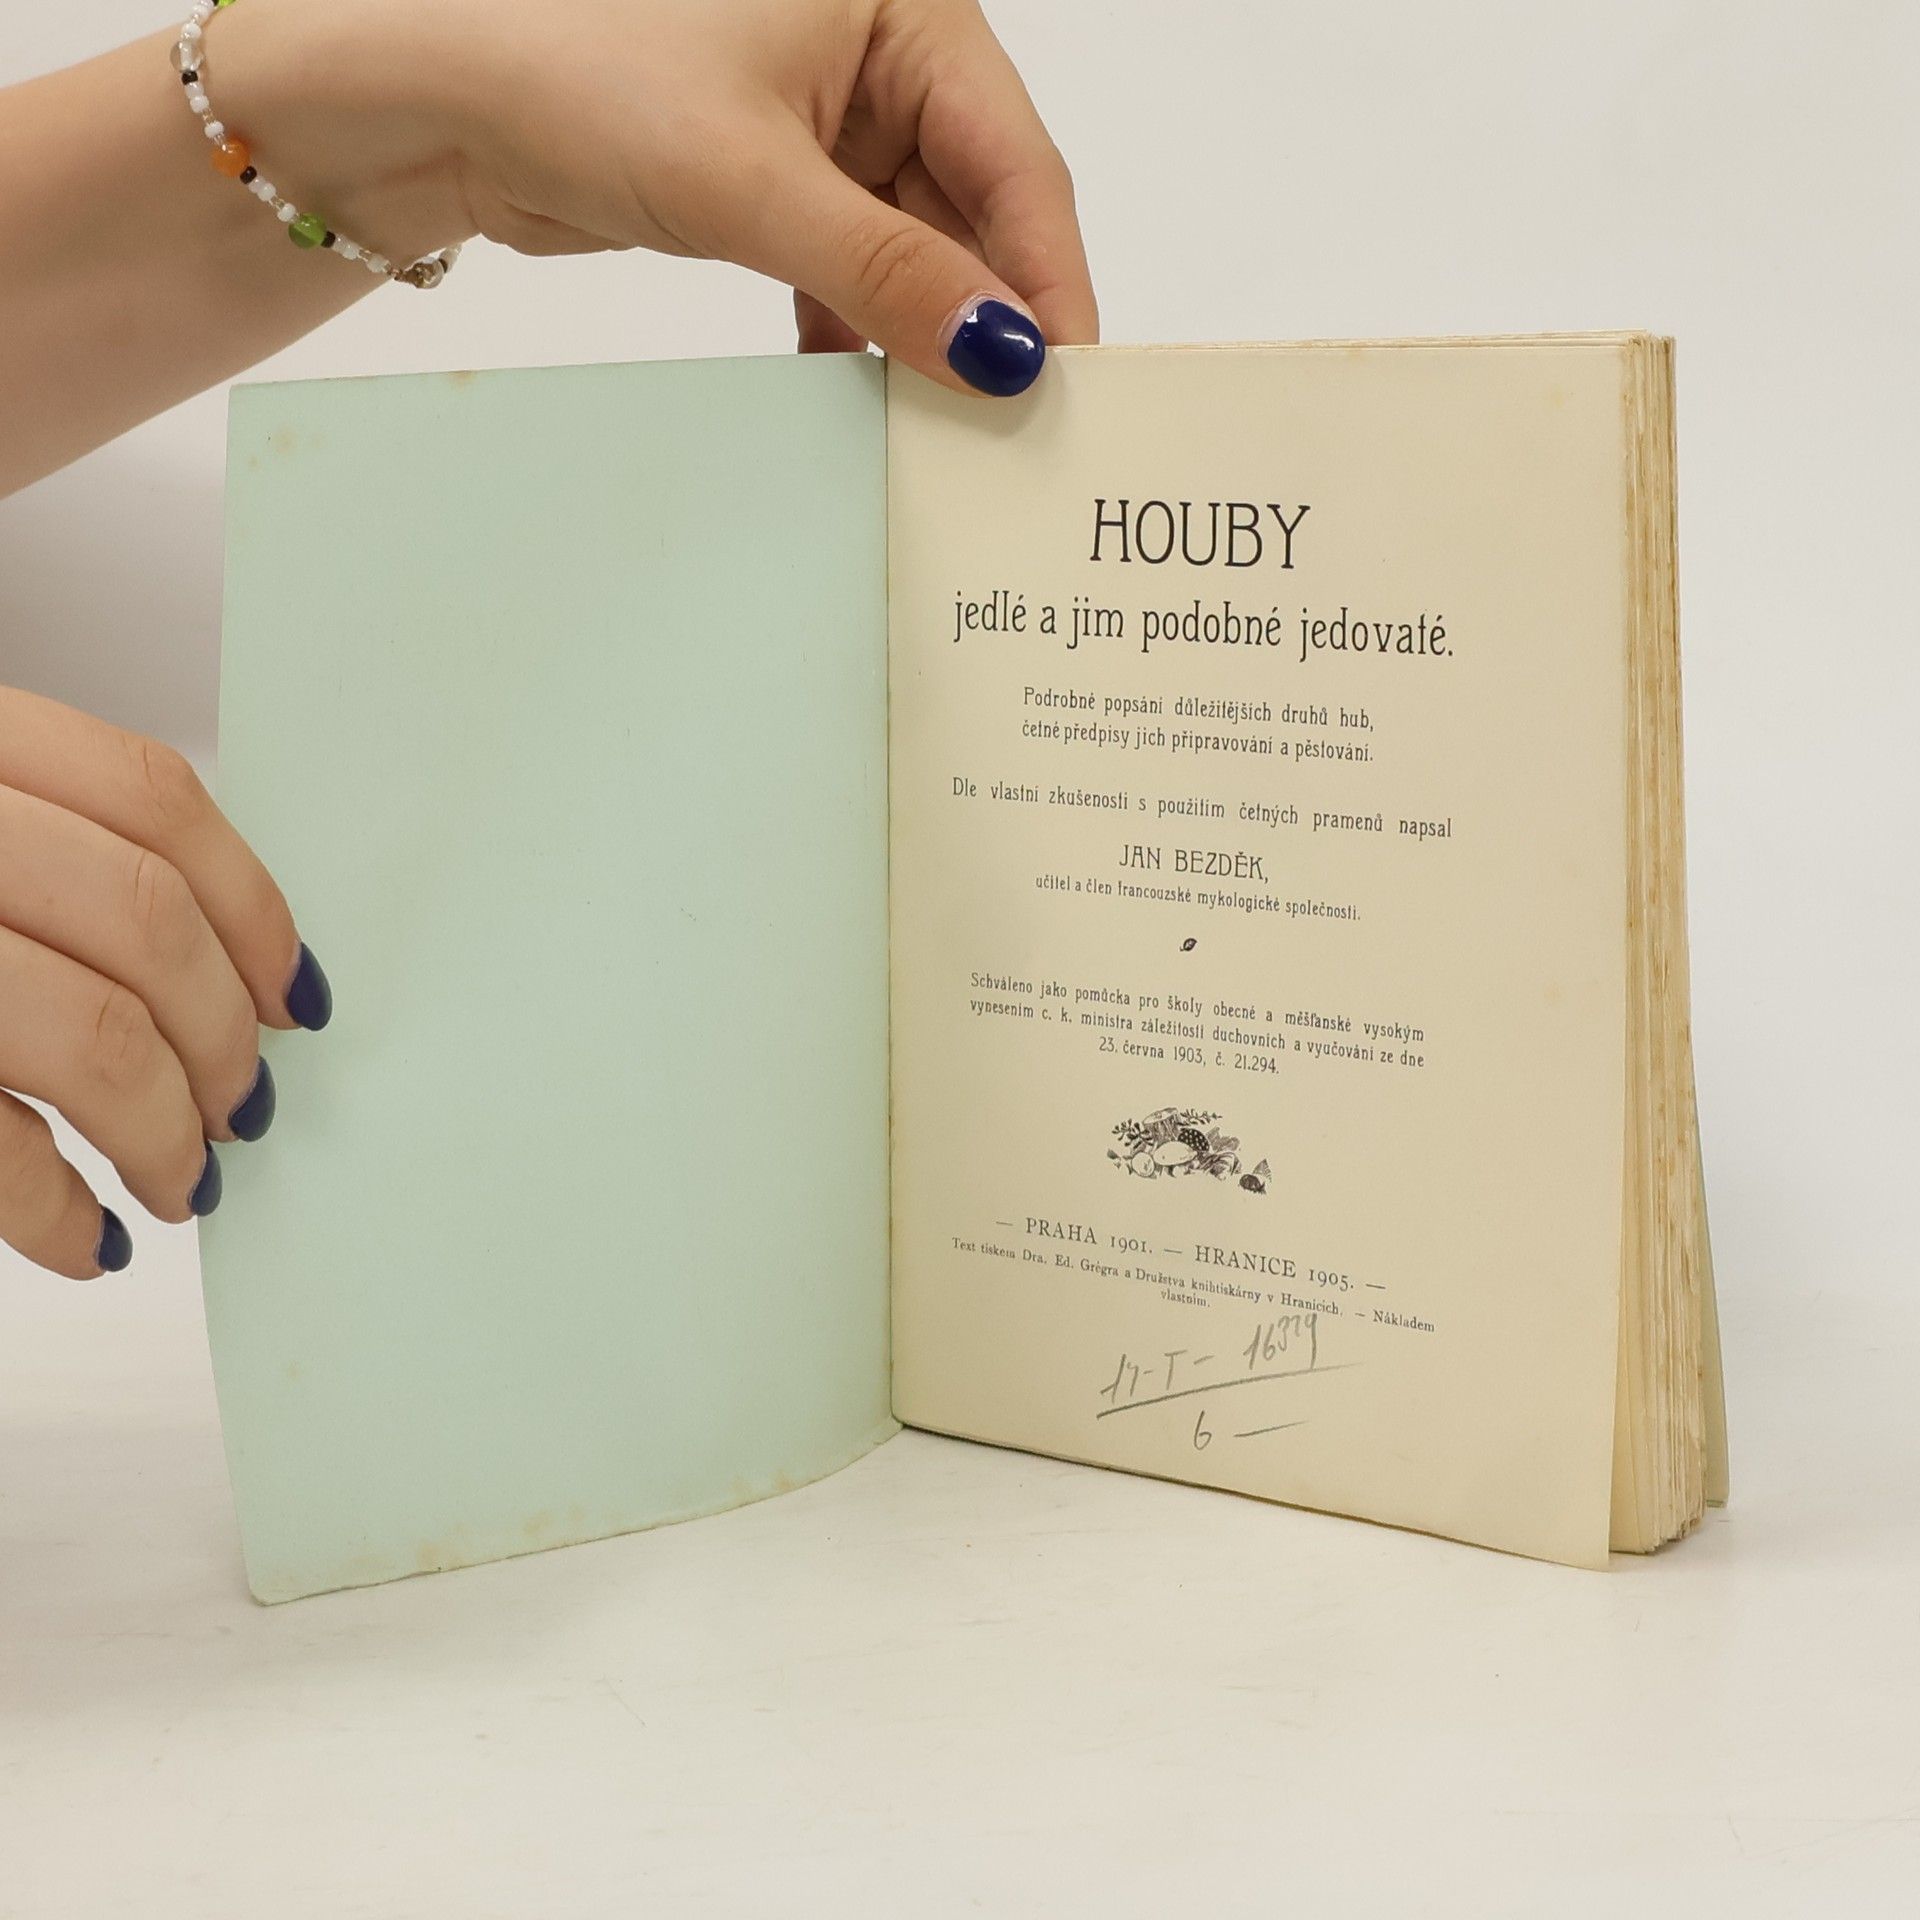 HOUBY
jedlé a jim podobné jedovaté.
Podrobné popsání důležitějších druhů hub,
četné předpisy jich připravování a pěstování.
Dle vlastní zkušenosti s použitím četných pramenů napsal
JAN BEZDĚK,
učitel a člen francouzské mykologické společnosti.
Schváleno jako pomůcka pro školy obecné a měšťanské vysokým
vynesením c. k. ministra záležitostí duchovních a vyučování ze dne
23. června 1903, č. 21.294.
— PRAHA 1901. — HRANICE 1905. —
Text tiskem Dra. Ed. Grégra a Družstva knihtiskárny v Hranicích. — Nákladem
vlastním.
17-T- 16379
6 —